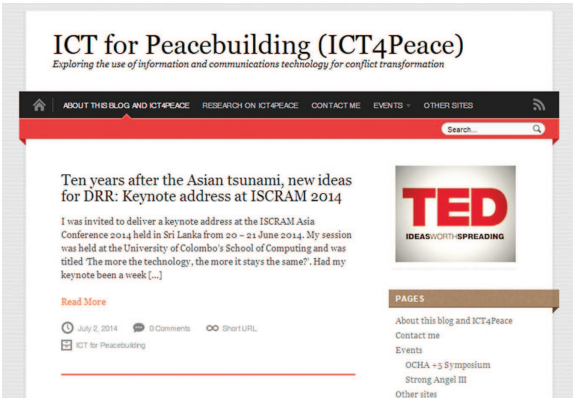 ICT for Peacebuilding (ICT4Peace)
Exploring the use of information and communications technology for conflict transformation
ABOUT THIS BLOG AND ICT4PEACE RESEARCH ON ICT4PEACE CONTACT ME EVENTS OTHER SITES
Search...
Ten years after the Asian tsunami, new ideas
for DRR: Keynote address at ISCRAM 2014
I was invited to deliver a keynote address at the ISCRAM Asia
Conference 2014 held in Sri Lanka from 20 – 21 June 2014. My session
was held at the University of Colombo's School of Computing and was
titled 'The more the technology, the more it stays the same?'. Had my
keynote been a week [...]
Read More
July 2, 2014 0 Comments Short URL
ICT for Peacebuilding
TED
IDEAS WORTH SPREADING
PAGES
About this blog and ICT4Peace
Contact me
Events
OCHA +5 Symposium
Strong Angel III
Other sites